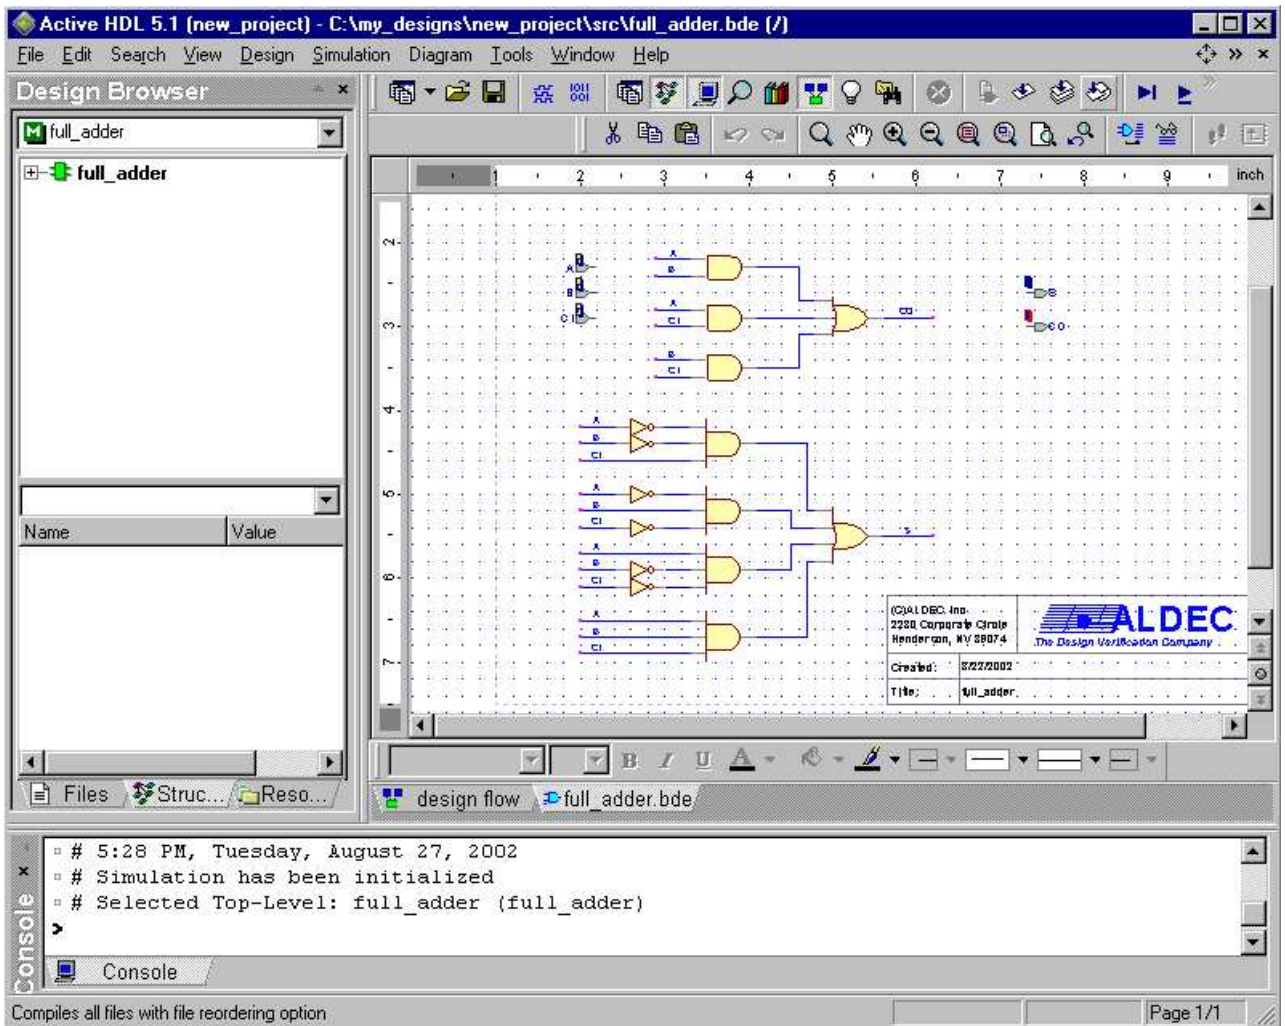 Active HDL 5.1 (new_project) - C:\my_designs\new_project\src\full_adder.bde (/)
File Edit Search View Design Simulation Diagram Tools Window Help
Design Browser
full_adder
full_adder
Name Value
Files Struc... Reso...
1 2 3 4 5 6 7 8 9 inch
2
3
4
5
6
7
A
B
CI
A
B
A
CI
B
CI
S
CO
A
B
CI
A
B
CI
A
B
CI
A
B
CI
S
(C)ALDEC, Inc.
2230 Corporate Circle
Henderson, NV 89074
ALDEC
The Design Verification Company
Created: 8/27/2002
Title: full_adder
B I U A
design flow full_adder.bde
# 5:28 PM, Tuesday, August 27, 2002
# Simulation has been initialized
# Selected Top-Level: full_adder (full_adder)
>
Console
Console
Compiles all files with file reordering option
Page 1/1